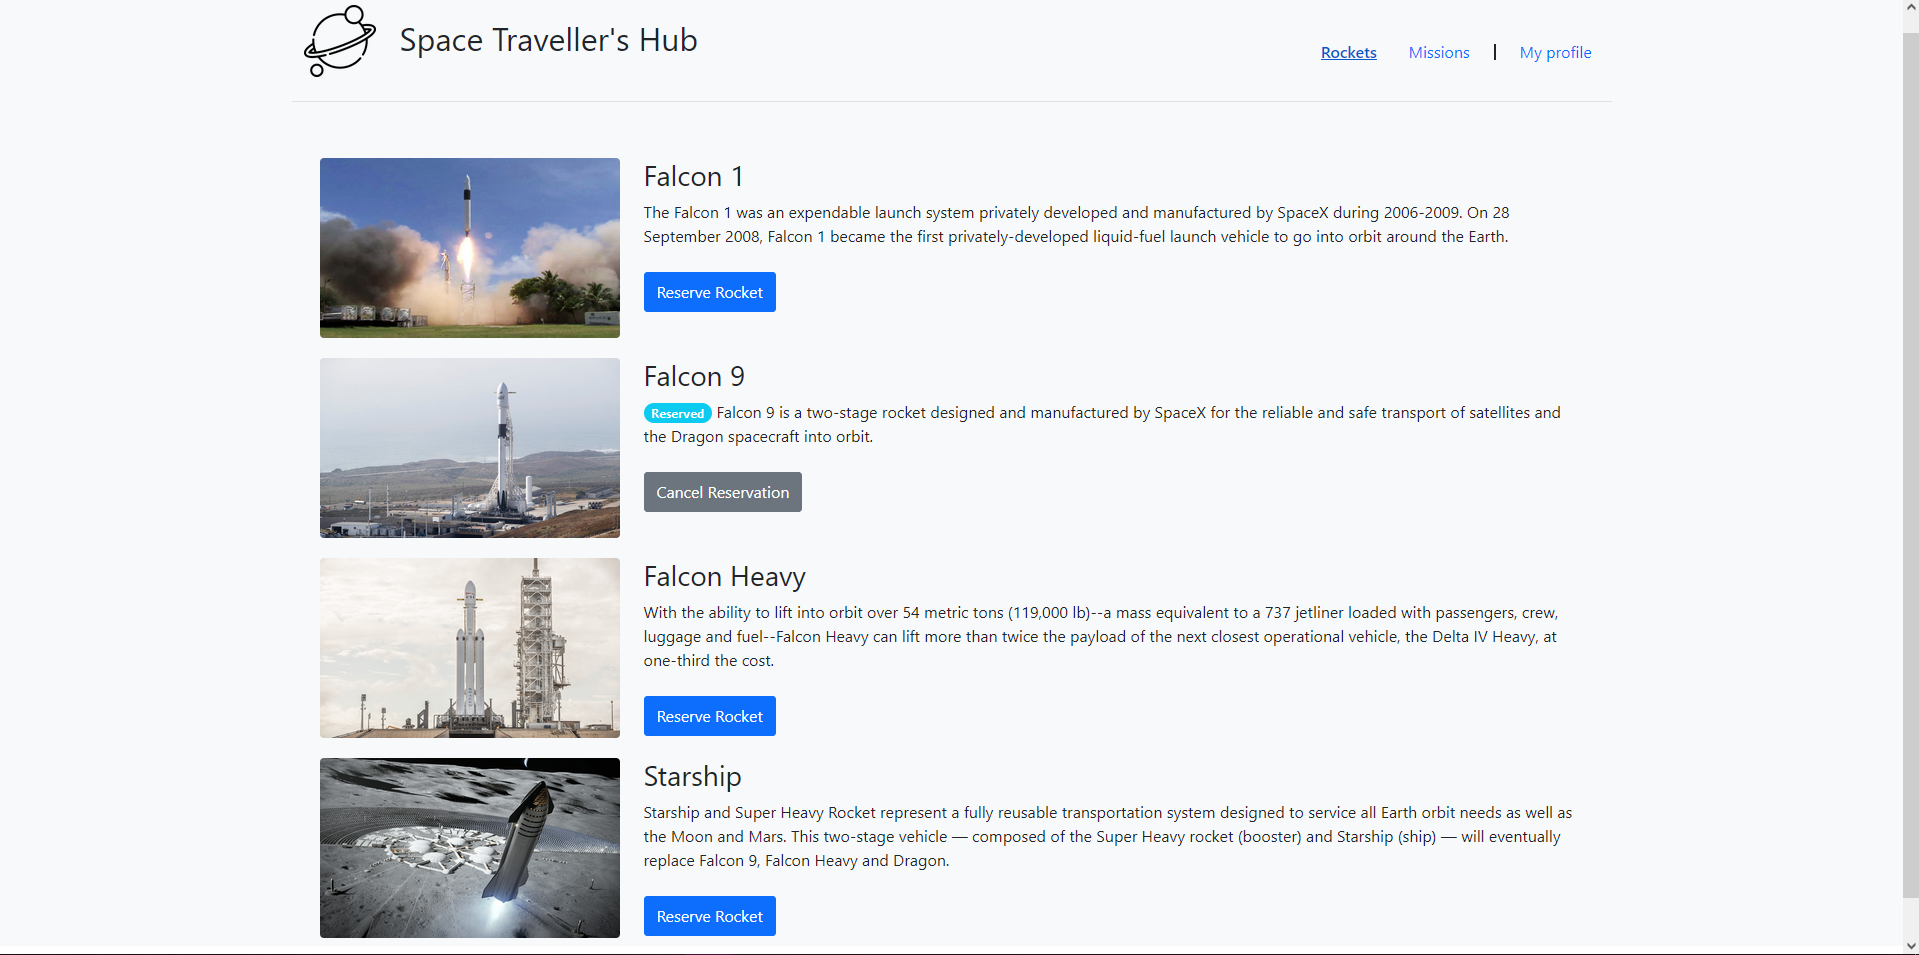 Space Traveller's Hub
Rockets
Missions
|
My profile
Falcon 1
The Falcon 1 was an expendable launch system privately developed and manufactured by SpaceX during 2006-2009. On 28
September 2008, Falcon 1 became the first privately-developed liquid-fuel launch vehicle to go into orbit around the Earth.
Reserve Rocket
Falcon 9
Reserved Falcon 9 is a two-stage rocket designed and manufactured by SpaceX for the reliable and safe transport of satellites and
the Dragon spacecraft into orbit.
Cancel Reservation
Falcon Heavy
With the ability to lift into orbit over 54 metric tons (119,000 lb)--a mass equivalent to a 737 jetliner loaded with passengers, crew,
luggage and fuel--Falcon Heavy can lift more than twice the payload of the next closest operational vehicle, the Delta IV Heavy, at
one-third the cost.
Reserve Rocket
Starship
Starship and Super Heavy Rocket represent a fully reusable transportation system designed to service all Earth orbit needs as well as
the Moon and Mars. This two-stage vehicle — composed of the Super Heavy rocket (booster) and Starship (ship) — will eventually
replace Falcon 9, Falcon Heavy and Dragon.
Reserve Rocket